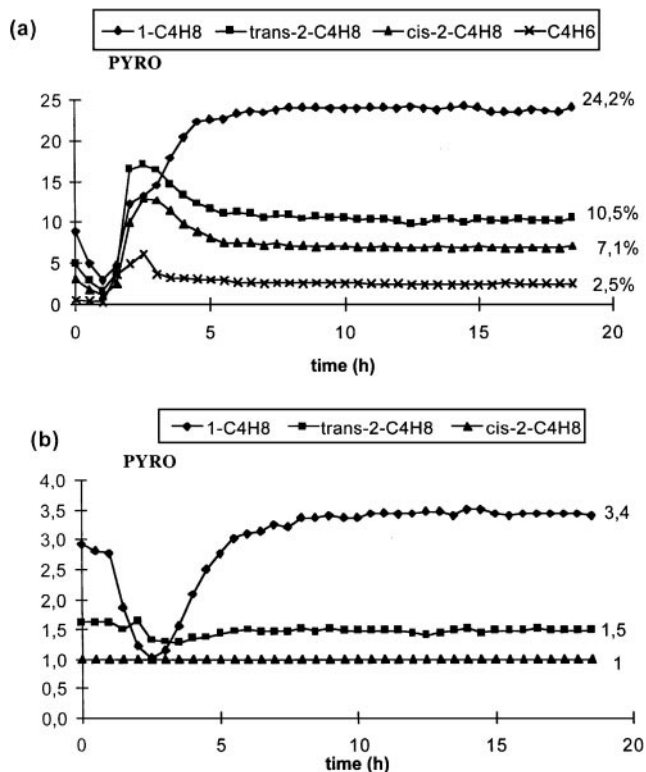 (a)
1-C4H8 trans-2-C4H8 cis-2-C4H8 C4H6
PYRO
25
20
15
10
5
0
24,2%
10,5%
7,1%
2,5%
0 5 10 15 20
time (h)
(b)
1-C4H8 trans-2-C4H8 cis-2-C4H8
PYRO
4,0
3,5
3,0
2,5
2,0
1,5
1,0
0,5
0,0
3,4
1,5
1
0 5 10 15 20
time (h)